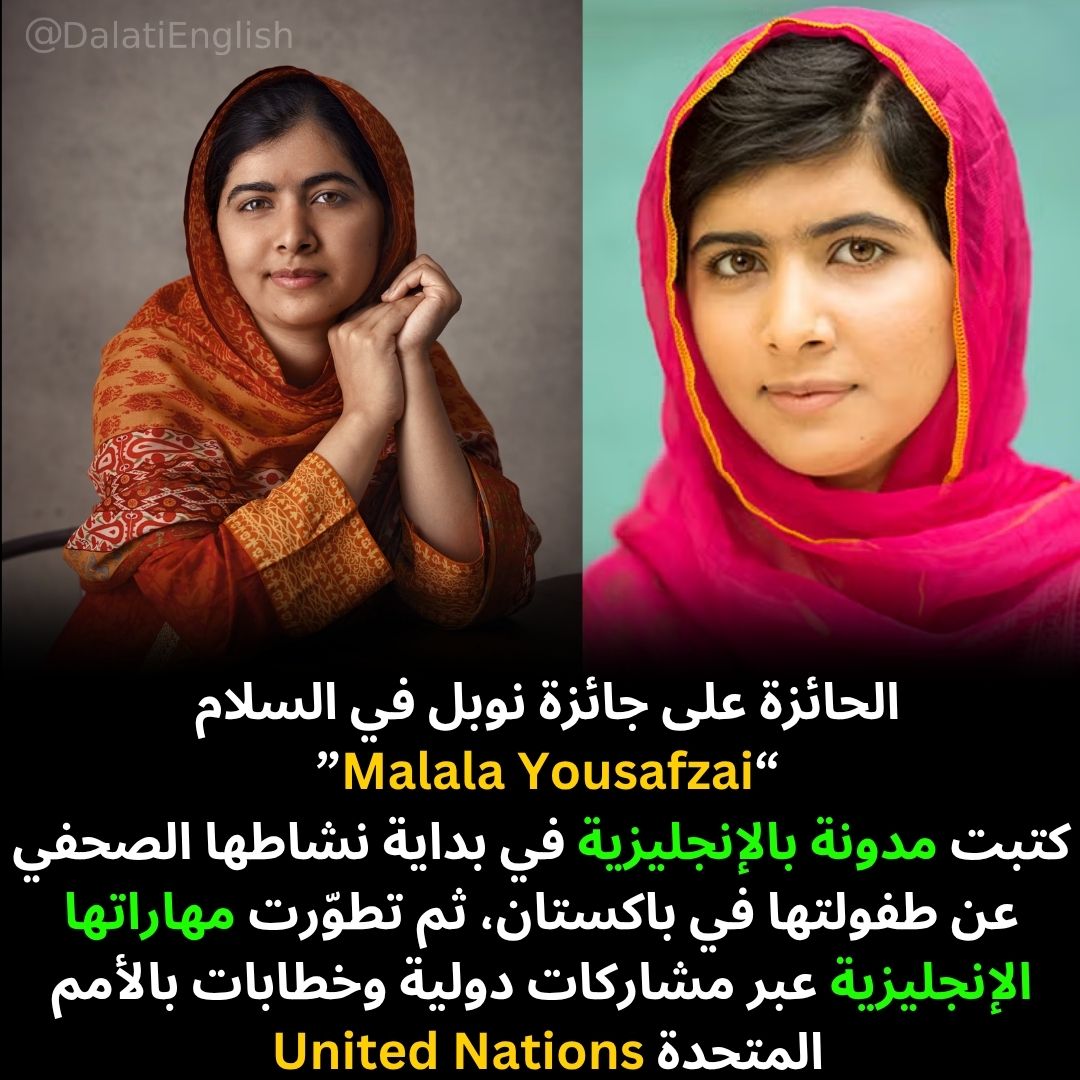 @DalatiEnglish
الحائزة على جائزة نوبل في السلام
“Malala Yousafzai”
كتبت مدونة بالإنجليزية في بداية نشاطها الصحفي
عن طفولتها في باكستان، ثم تطوّرت مهاراتها
الإنجليزية عبر مشاركات دولية وخطابات بالأمم
المتحدة United Nations